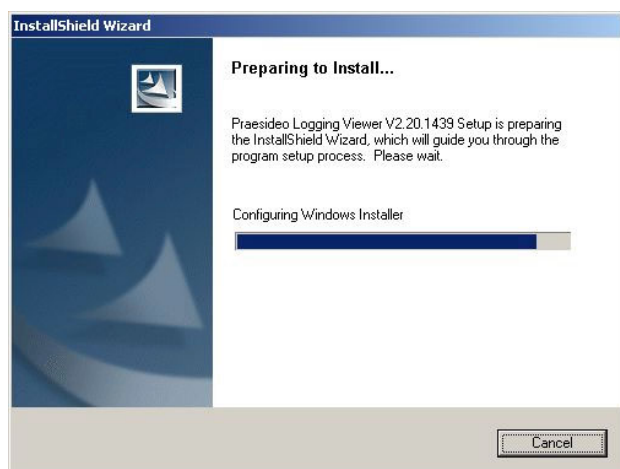 InstallShield Wizard
Preparing to Install...
Praesideo Logging Viewer V2.20.1439 Setup is preparing
the InstallShield Wizard, which will guide you through the
program setup process. Please wait.
Configuring Windows Installer
Cancel